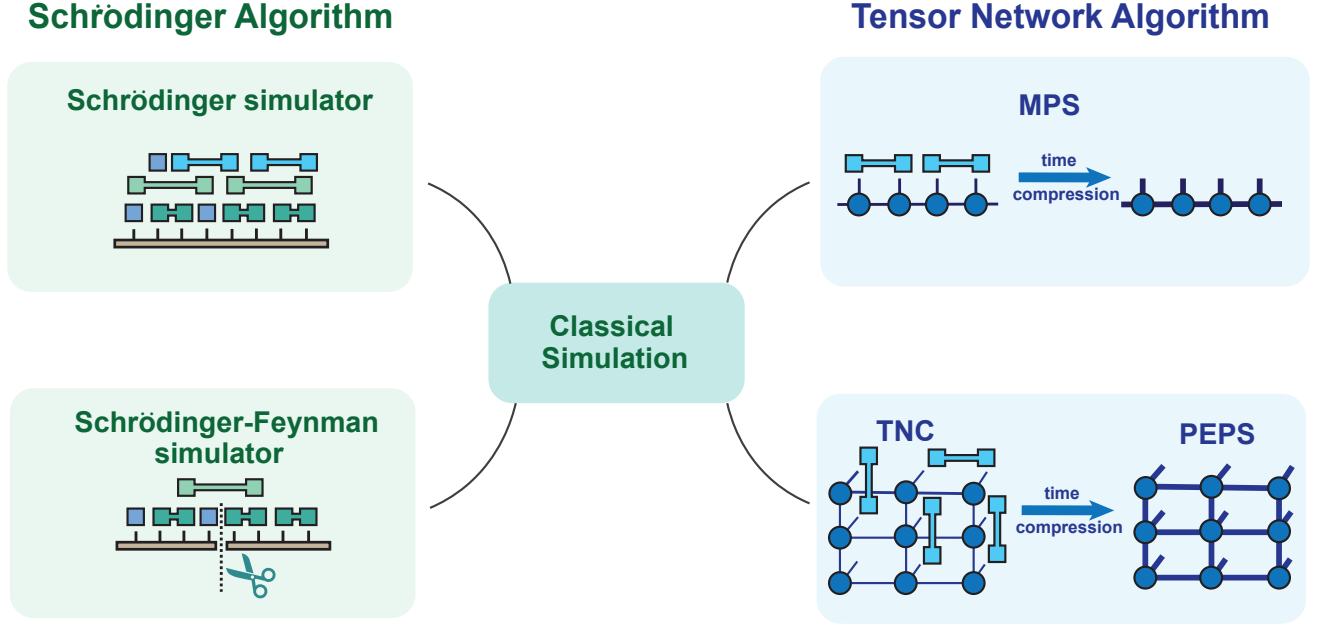 Schrödinger Algorithm
Tensor Network Algorithm
Schrödinger simulator
MPS
time
compression
Classical
Simulation
Schrödinger-Feynman
simulator
TNC
PEPS
time
compression